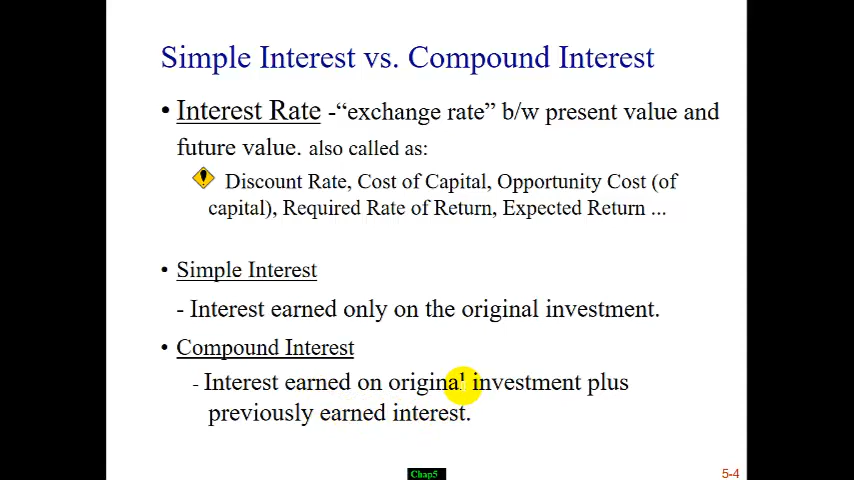 Simple Interest vs. Compound Interest
• Interest Rate -“exchange rate” b/w present value and
future value. also called as:
Discount Rate, Cost of Capital, Opportunity Cost (of
capital), Required Rate of Return, Expected Return ...
• Simple Interest
- Interest earned only on the original investment.
• Compound Interest
- Interest earned on original investment plus
previously earned interest.
Chap5
5-4